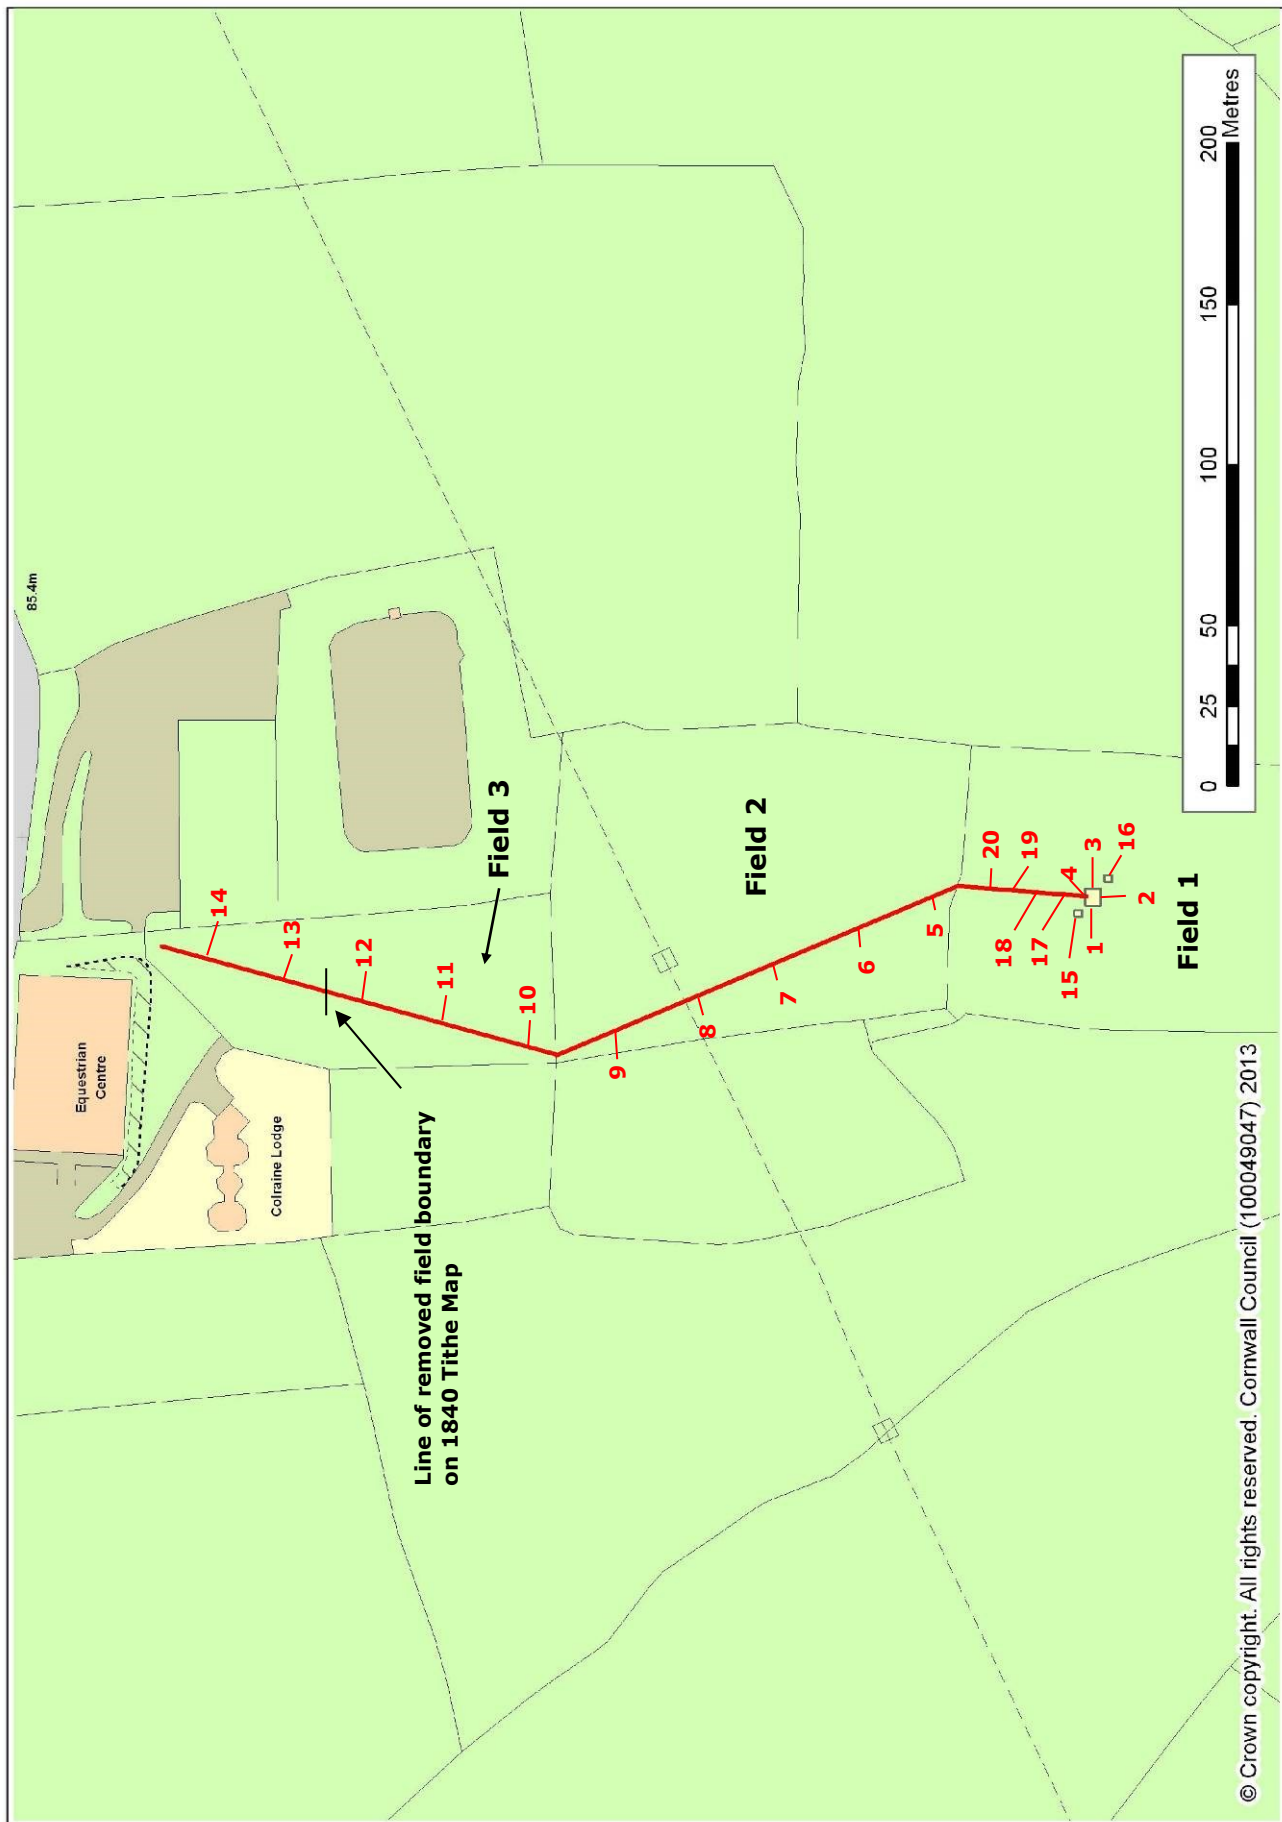 85.4m
Equestrian
Centre
Colraine Lodge
14
13
12
11
10
Field 3
Line of removed field boundary
on 1840 Tithe Map
9
8
7
6
5
Field 2
20
19
18
17
4
3
15
16
1
2
Field 1
0 25 50 100 150 200
Metres
© Crown copyright. All rights reserved. Cornwall Council (100049047) 2013